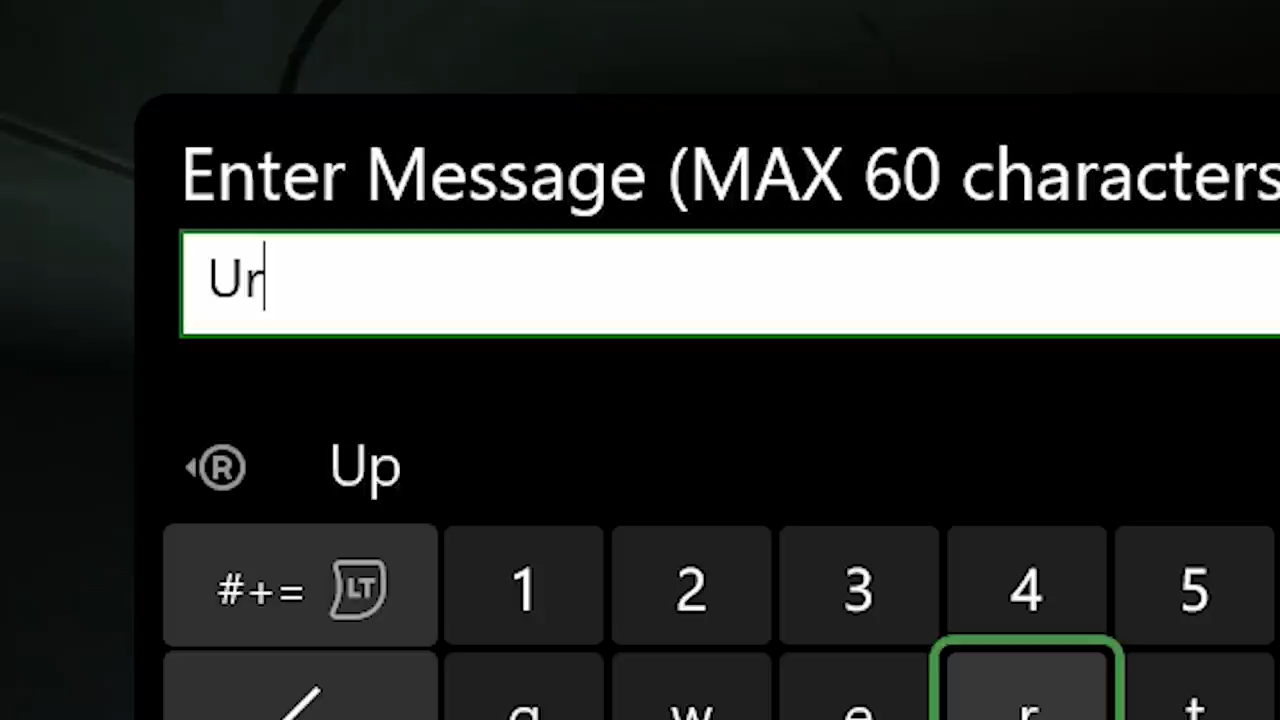 Enter Message (MAX 60 characters
Ur
R Up
#+= LT 1 2 3 4 5
q w e r t